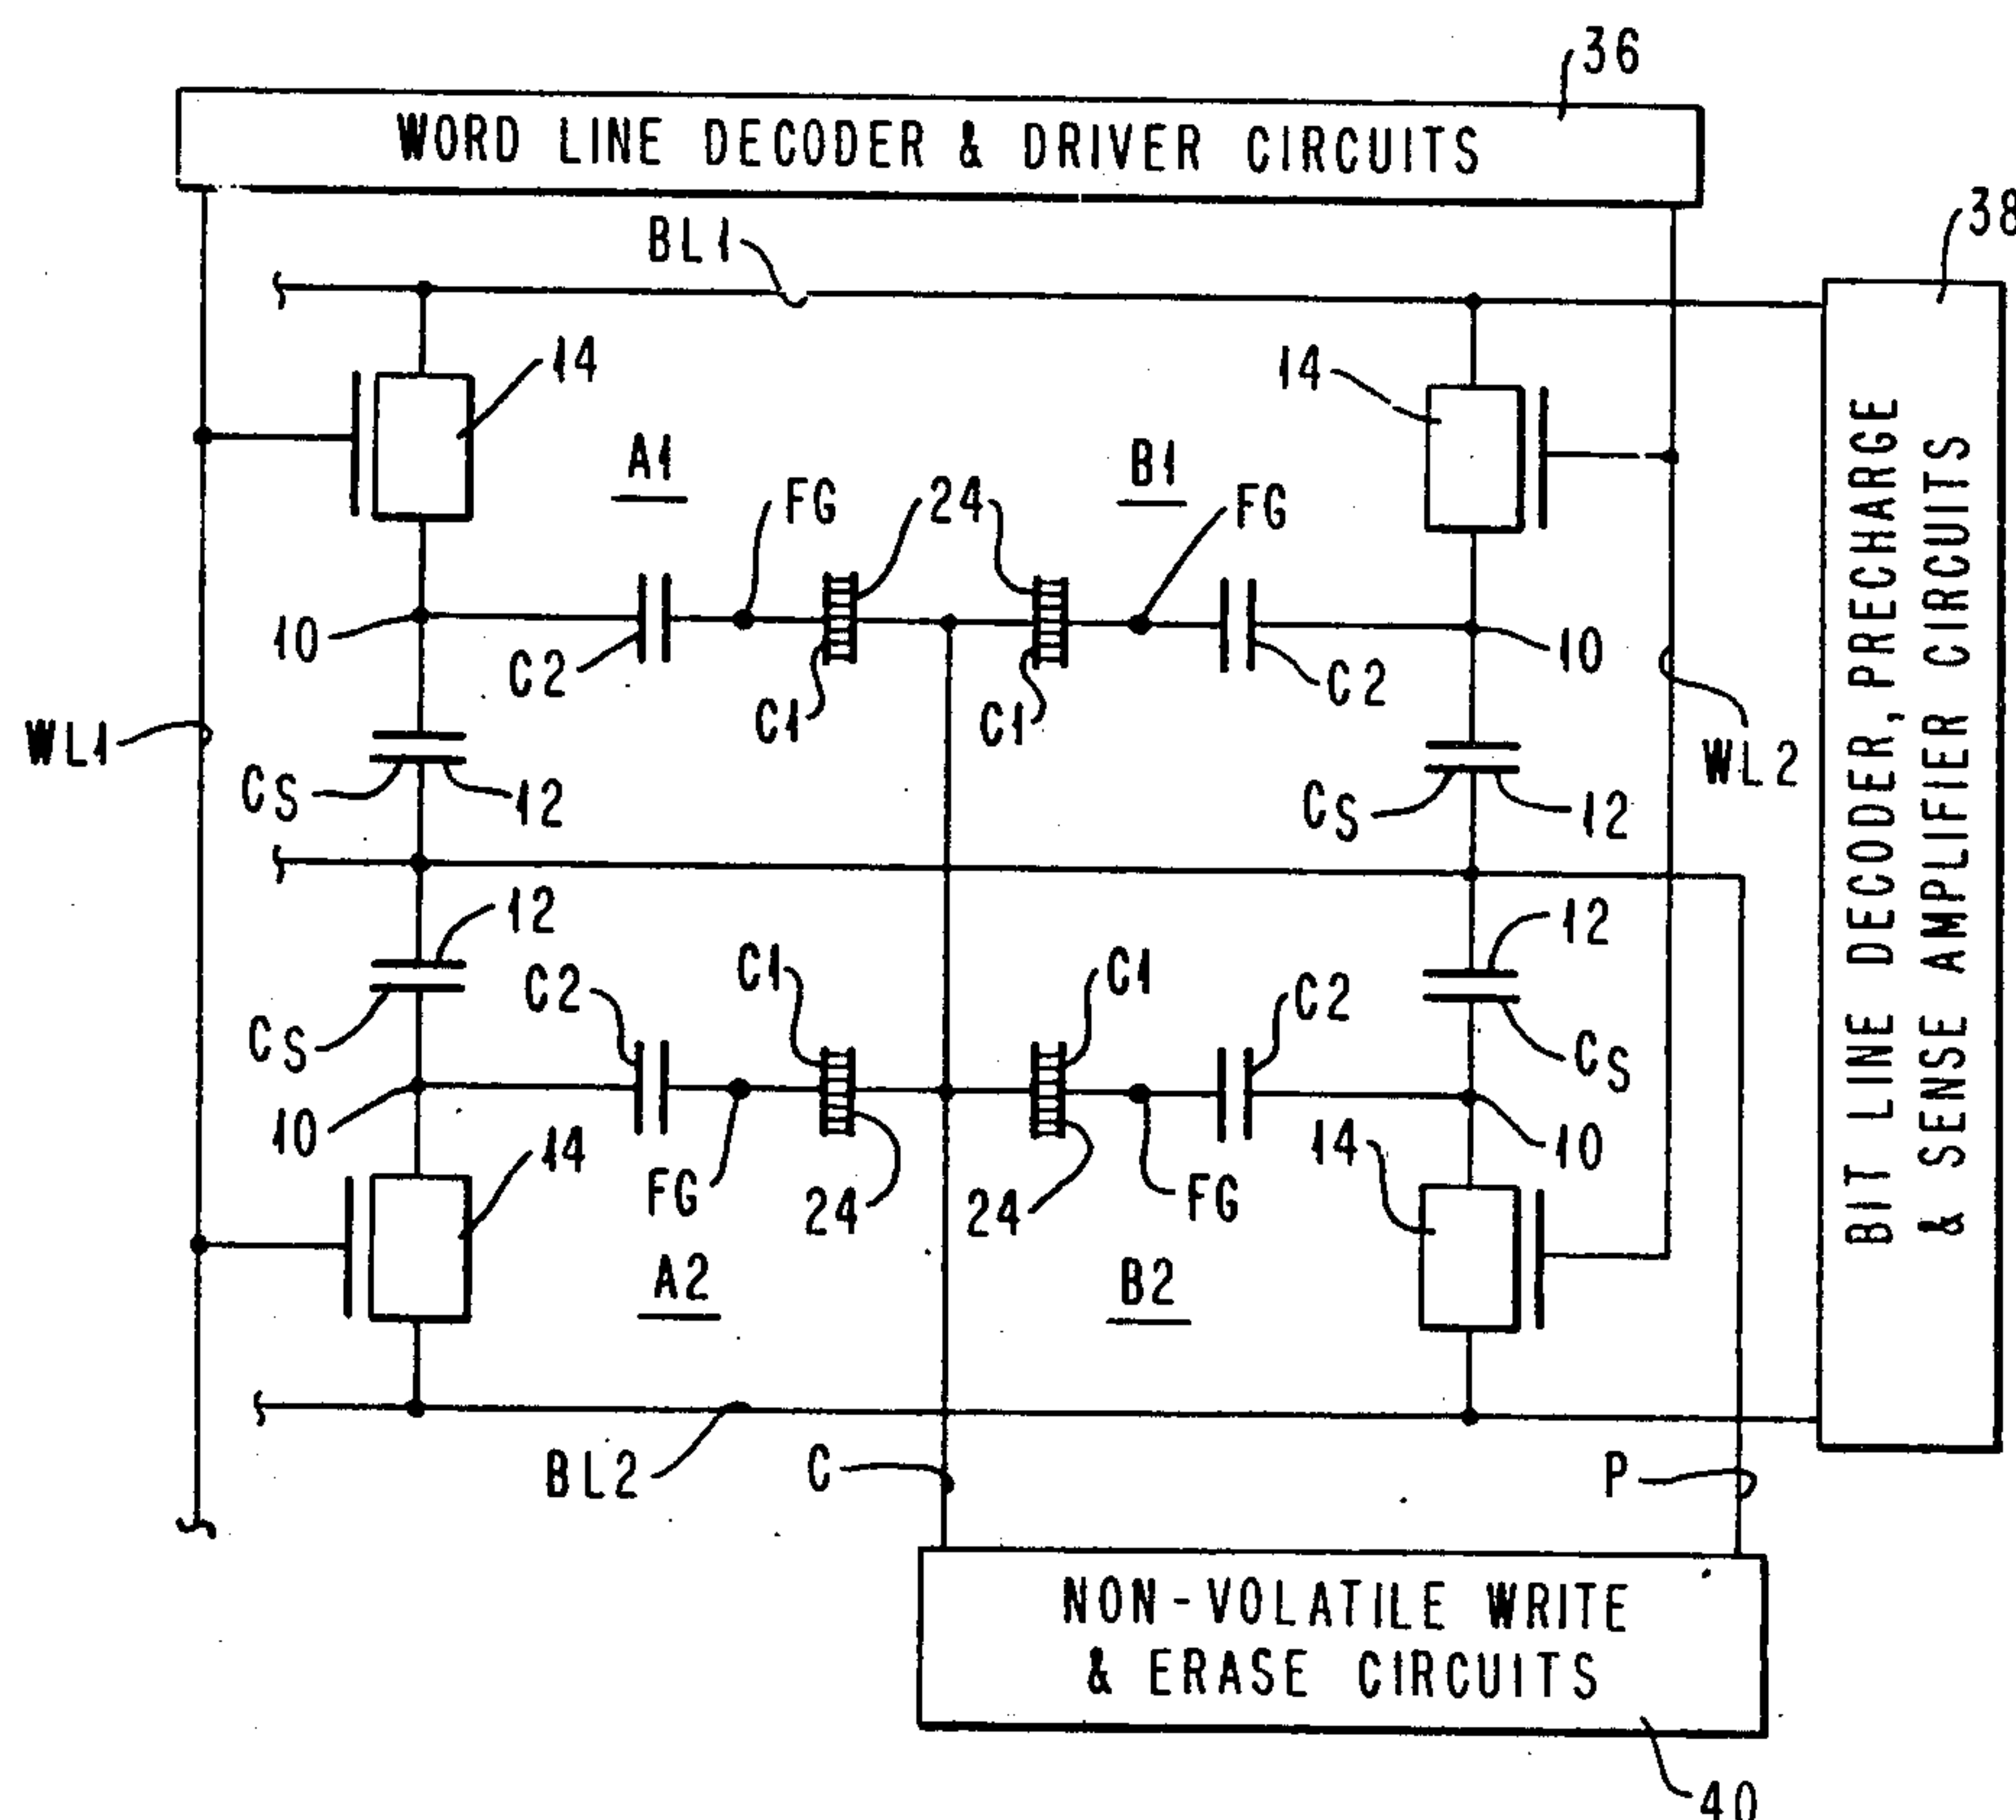 36
WORD LINE DECODER & DRIVER CIRCUITS
38
BL1
14
14
A1
B1
FG
24
FG
10
C2
C1
C1
C2
10
WL1
CS
12
CS
12
WL2
BIT LINE DECODER, PRECHARGE
& SENSE AMPLIFIER CIRCUITS
12
12
C2
C1
C1
C2
CS
CS
10
14
FG
24
24
FG
14
10
A2
B2
BL2
C
P
NON-VOLATILE WRITE
& ERASE CIRCUITS
40